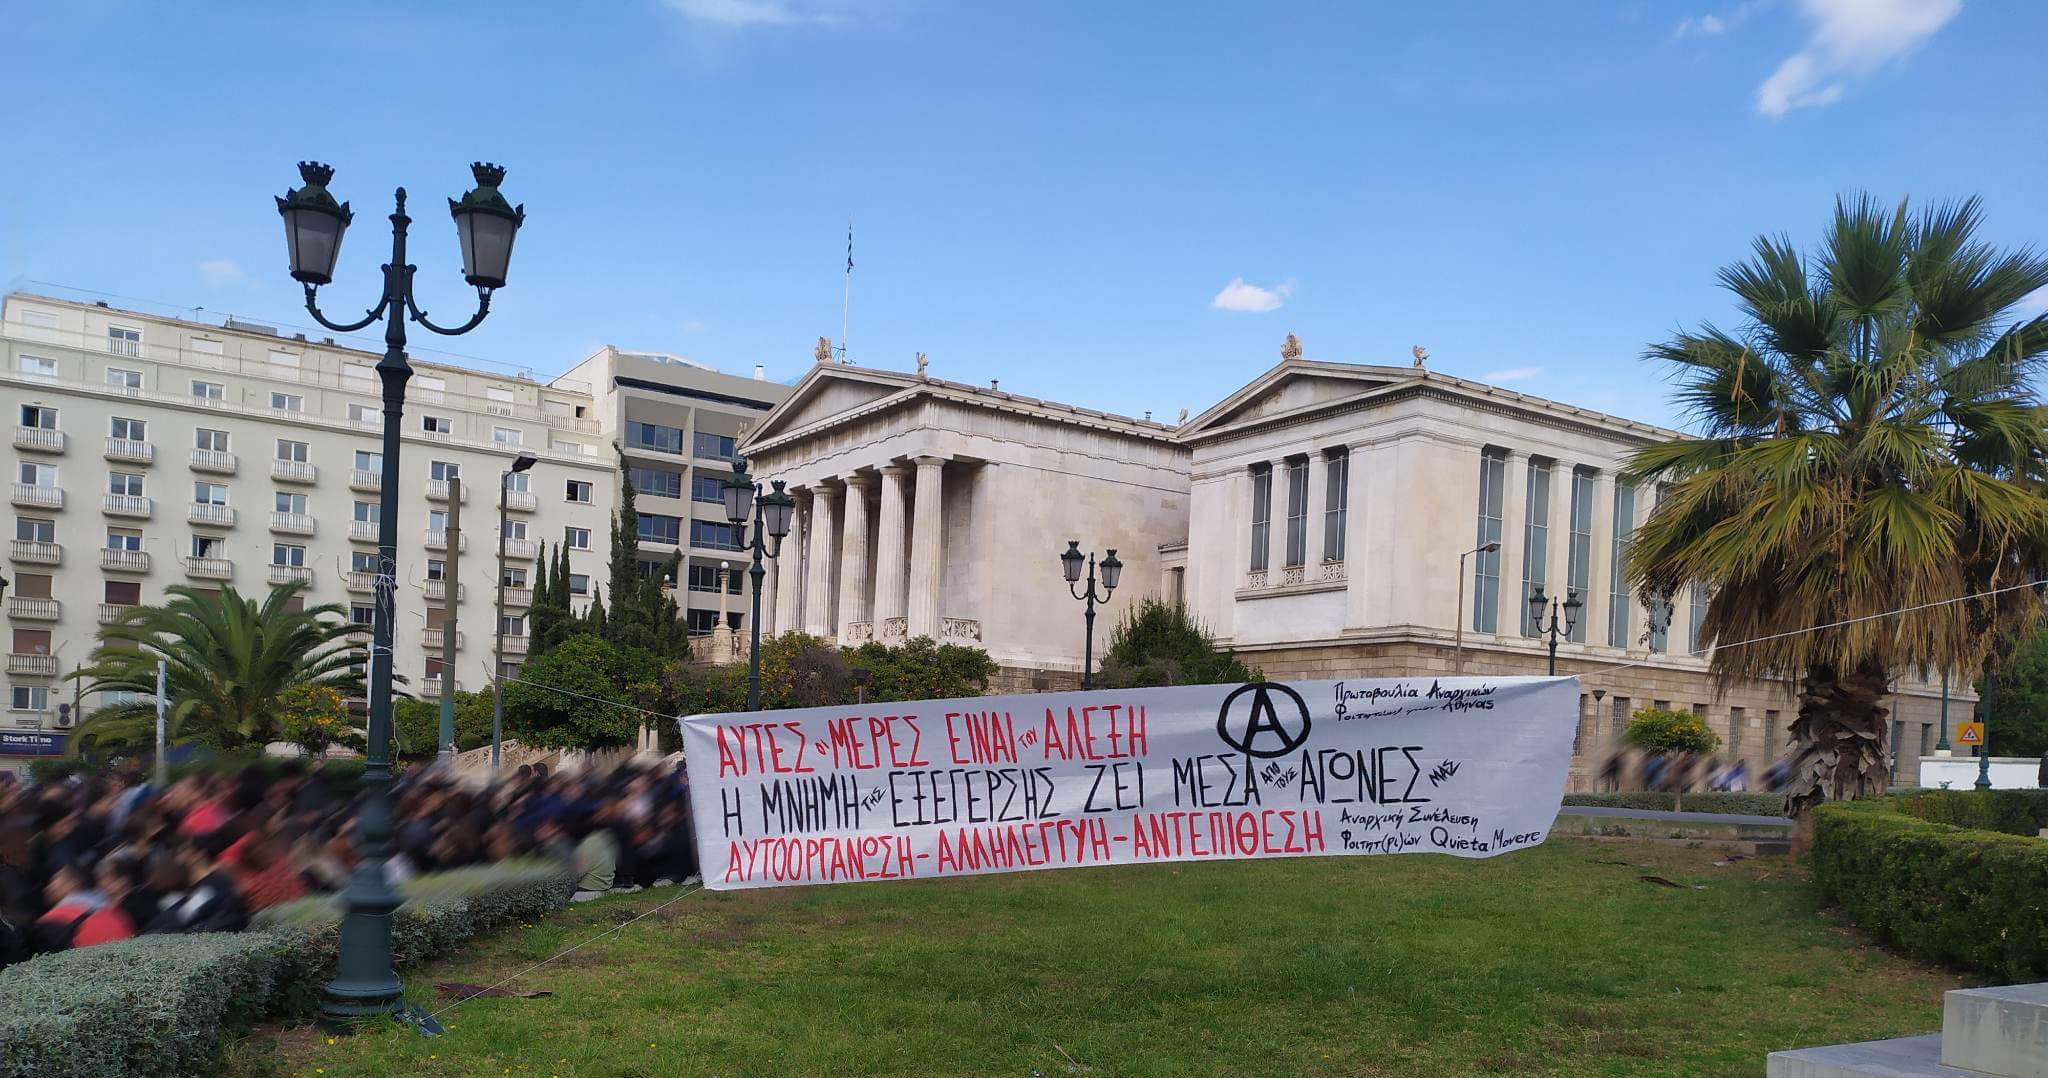 ΑΥΤΕΣ οι ΜΕΡΕΣ ΕΙΝΑΙ του ΑΛΕΞΗ
Η ΜΝΗΜΗ της ΕΞΕΓΕΡΣΗΣ ΖΕΙ ΜΕΣΑ ΑΠΟ ΤΟΥΣ ΑΓΩΝΕΣ ΜΑΣ
ΑΥΤΟΟΡΓΑΝΩΣΗ-ΑΛΛΗΛΕΓΓΥΗ-ΑΝΤΕΠΙΘΕΣΗ
Πρωτοβουλία Αναρχικών
Αθήνας
Αναρχική Συνέλευση
Φοιτητ(ρι)ών Quieta Movere
Stork Time